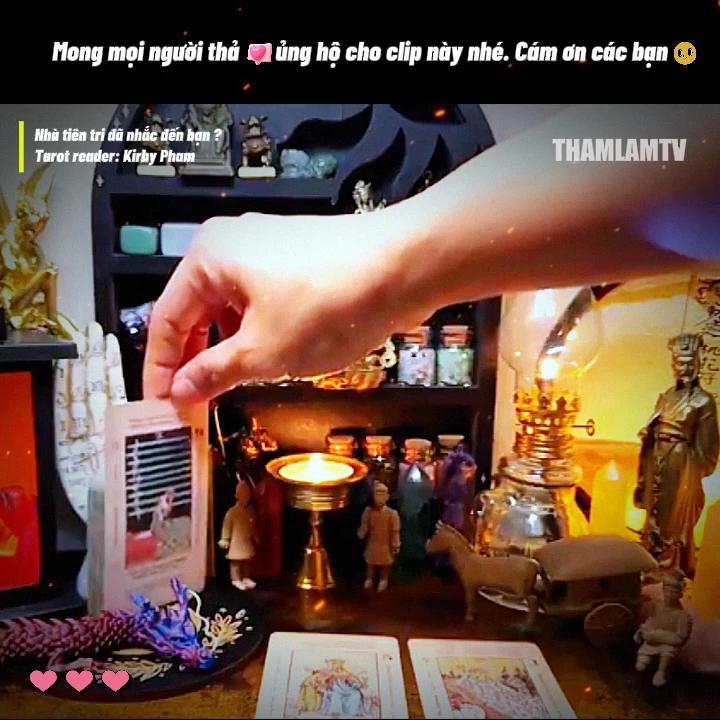 Mong mọi người thả 💗 ủng hộ cho clip này nhé. Cám ơn các bạn 🥺
Nhà tiên tri đã nhắc đến bạn ?
Tarot reader: Kirby Pham
THAMLAMTV